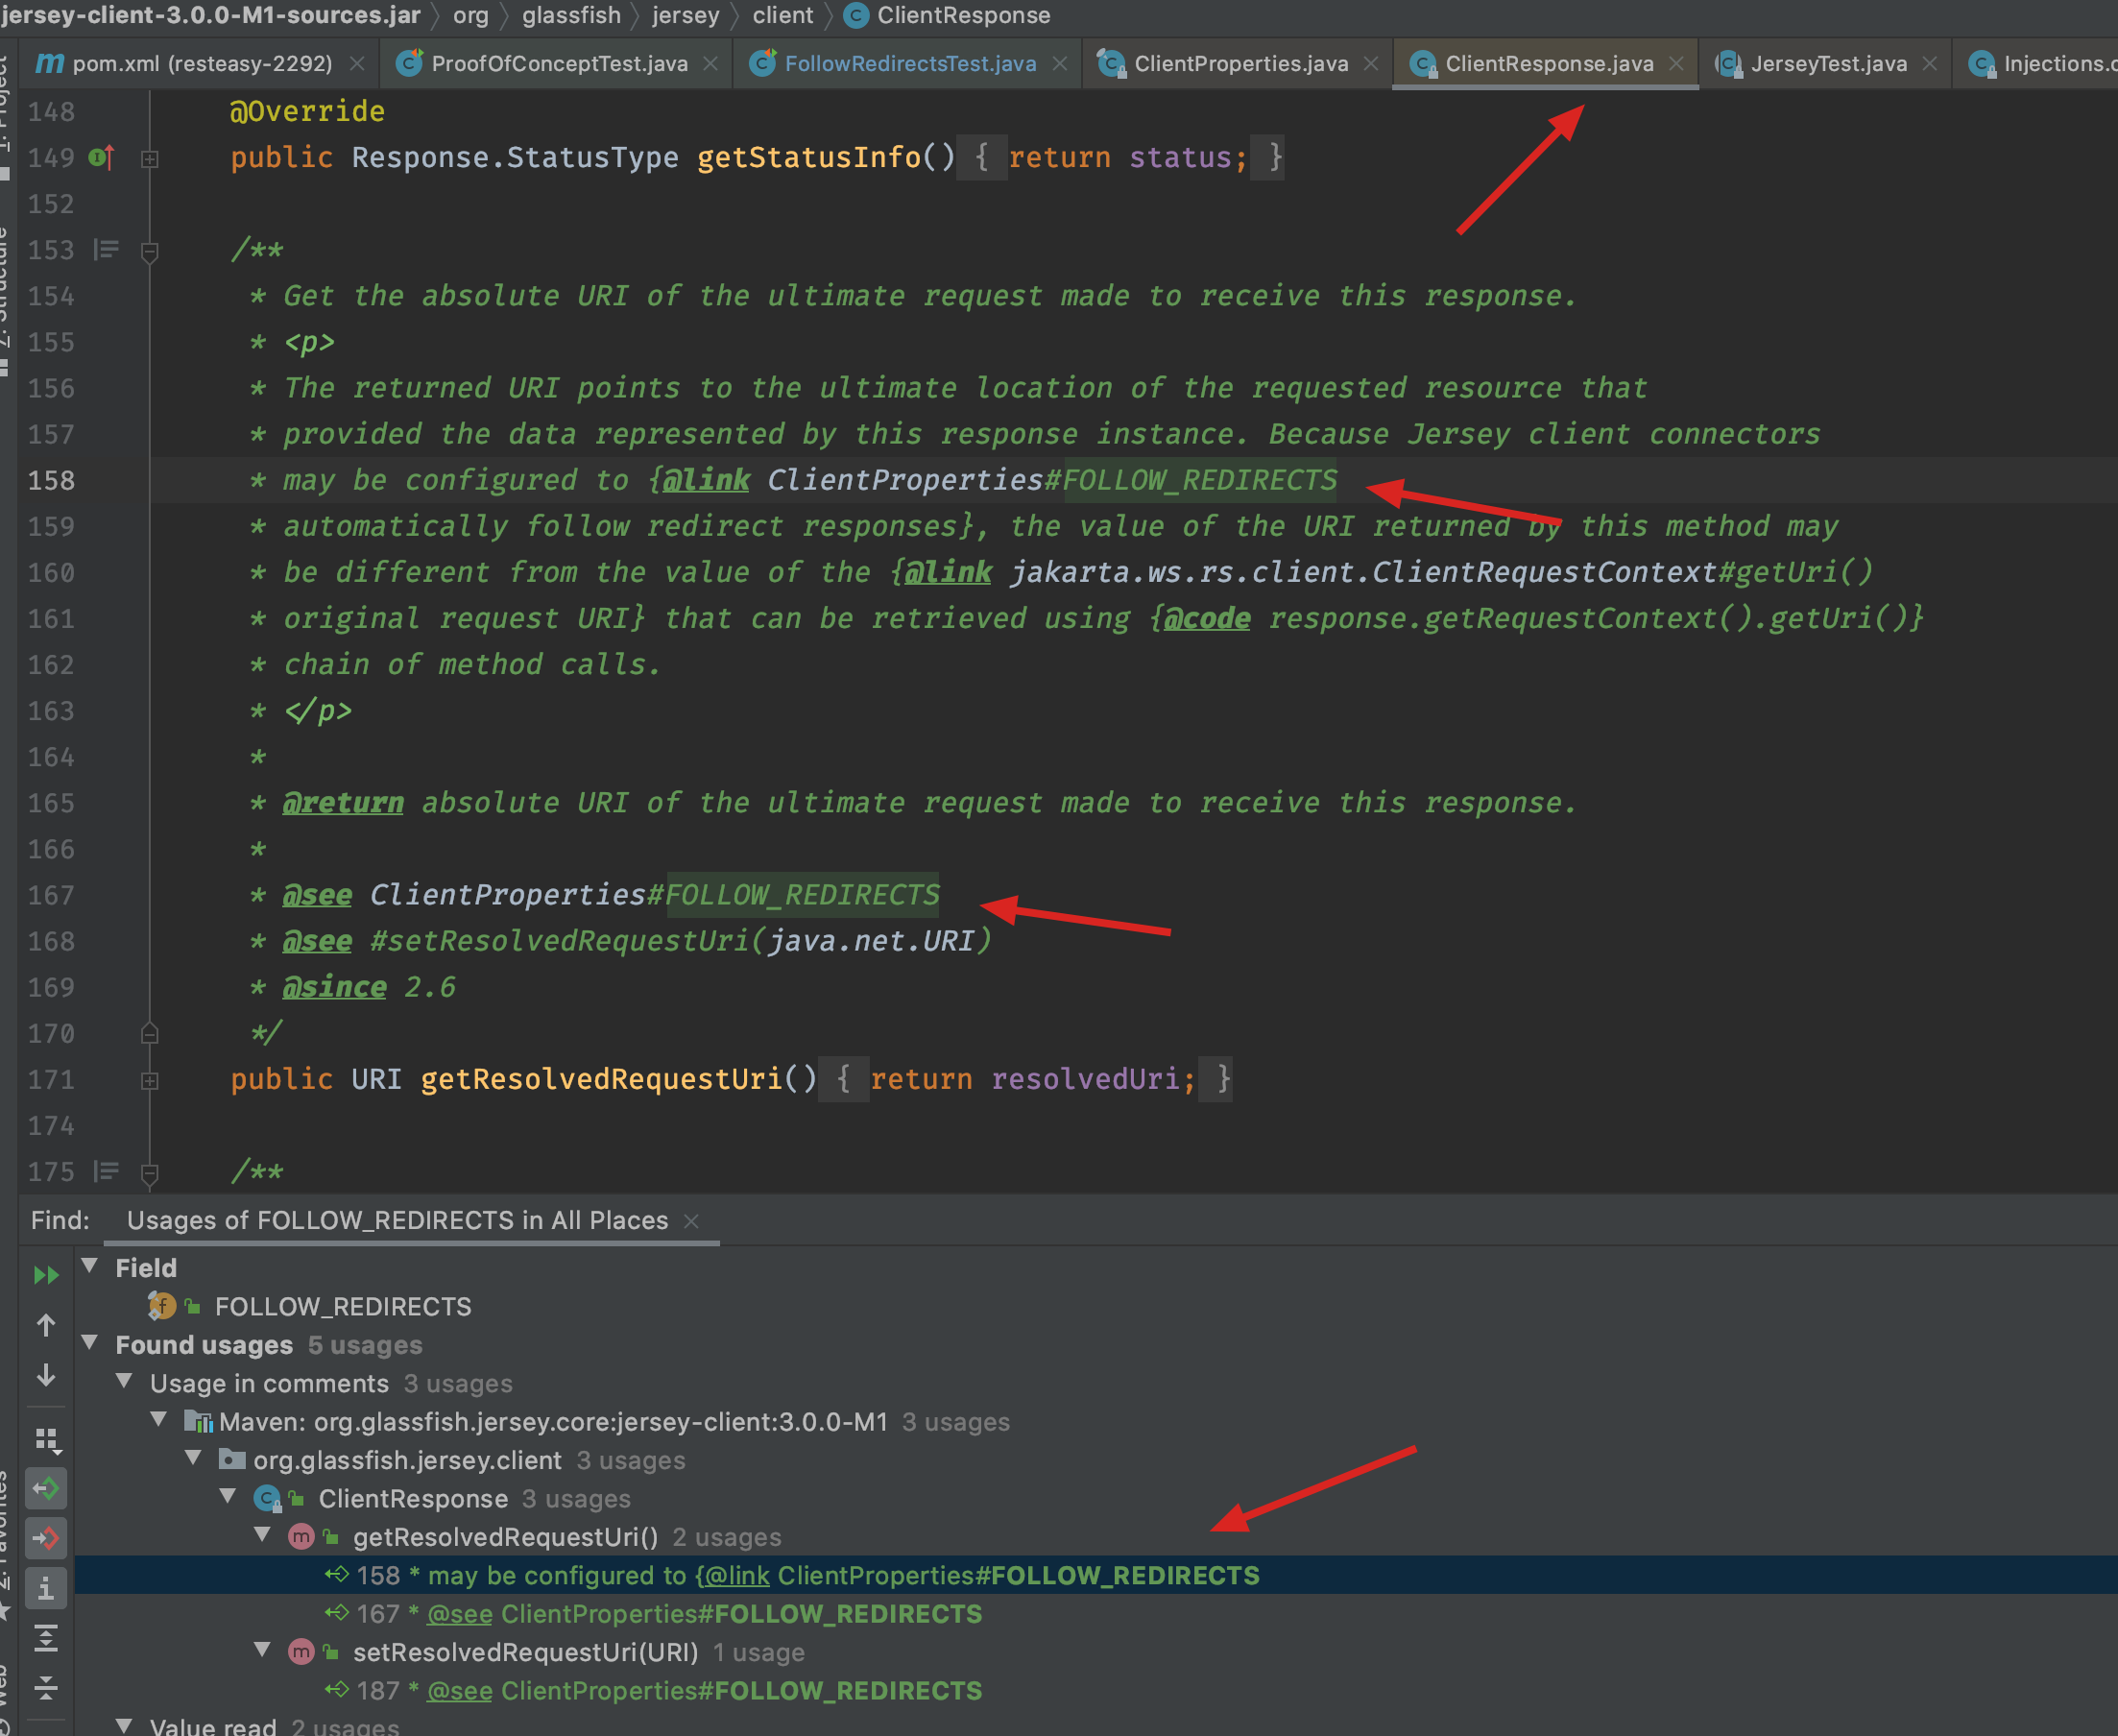 jersey-client-3.0.0-M1-sources.jar org glassfish jersey client ClientResponse
pom.xml (resteasy-2292) ProofOfConceptTest.java FollowRedirectsTest.java ClientProperties.java ClientResponse.java JerseyTest.java
148 @Override
149 public Response.StatusType getStatusInfo() { return status; }
152
153 /**
154 * Get the absolute URI of the ultimate request made to receive this response.
155 * <p>
156 * The returned URI points to the ultimate location of the requested resource that
157 * provided the data represented by this response instance. Because Jersey client connectors
158 * may be configured to {@link ClientProperties#FOLLOW_REDIRECTS
159 * automatically follow redirect responses}, the value of the URI returned by this method may
160 * be different from the value of the {@link jakarta.ws.rs.client.ClientRequestContext#getUri()
161 * original request URI} that can be retrieved using {@code response.getRequestContext().getUri()}
162 * chain of method calls.
163 * </p>
164 *
165 * @return absolute URI of the ultimate request made to receive this response.
166 *
167 * @see ClientProperties#FOLLOW_REDIRECTS
168 * @see #setResolvedRequestUri(java.net.URI)
169 * @since 2.6
170 */
171 public URI getResolvedRequestUri() { return resolvedUri; }
174
175 /**
Find: Usages of FOLLOW_REDIRECTS in All Places
Field
FOLLOW_REDIRECTS
Found usages 5 usages
Usage in comments 3 usages
Maven: org.glassfish.jersey.core:jersey-client:3.0.0-M1 3 usages
org.glassfish.jersey.client 3 usages
ClientResponse 3 usages
getResolvedRequestUri() 2 usages
158 * may be configured to {@link ClientProperties#FOLLOW_REDIRECTS
167 * @see ClientProperties#FOLLOW_REDIRECTS
setResolvedRequestUri(URI) 1 usage
187 * @see ClientProperties#FOLLOW_REDIRECTS
Value read 2 usages